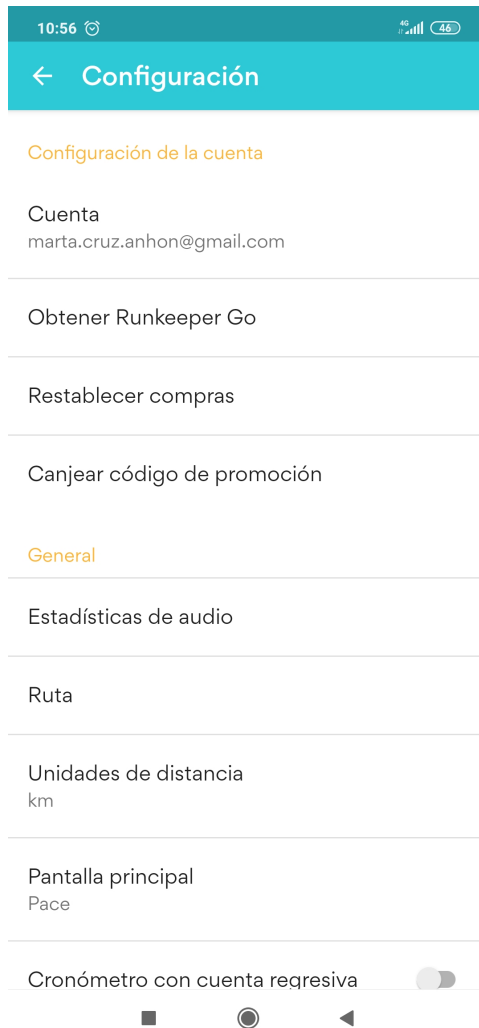 10:56
4G 46
Configuración
Configuración de la cuenta
Cuenta
marta.cruz.anhon@gmail.com
Obtener Runkeeper Go
Restablecer compras
Canjear código de promoción
General
Estadísticas de audio
Ruta
Unidades de distancia
km
Pantalla principal
Pace
Cronómetro con cuenta regresiva